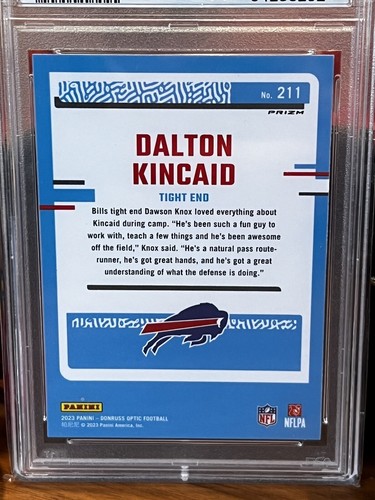 No. 211
PRIZM
DALTON
KINCAID
TIGHT END
Bills tight end Dawson Knox loved everything about
Kincaid during camp. “He's been such a fun guy to
work with, teach a few things and he's been awesome
off the field,” Knox said. “He's a natural pass route-
runner, he's got great hands, and he's got a great
understanding of what the defense is doing.”
PANINI
2023 PANINI - DONRUSS OPTIC FOOTBALL
帕尼尼 © 2023 Panini America, Inc.
NFL
NFLPA